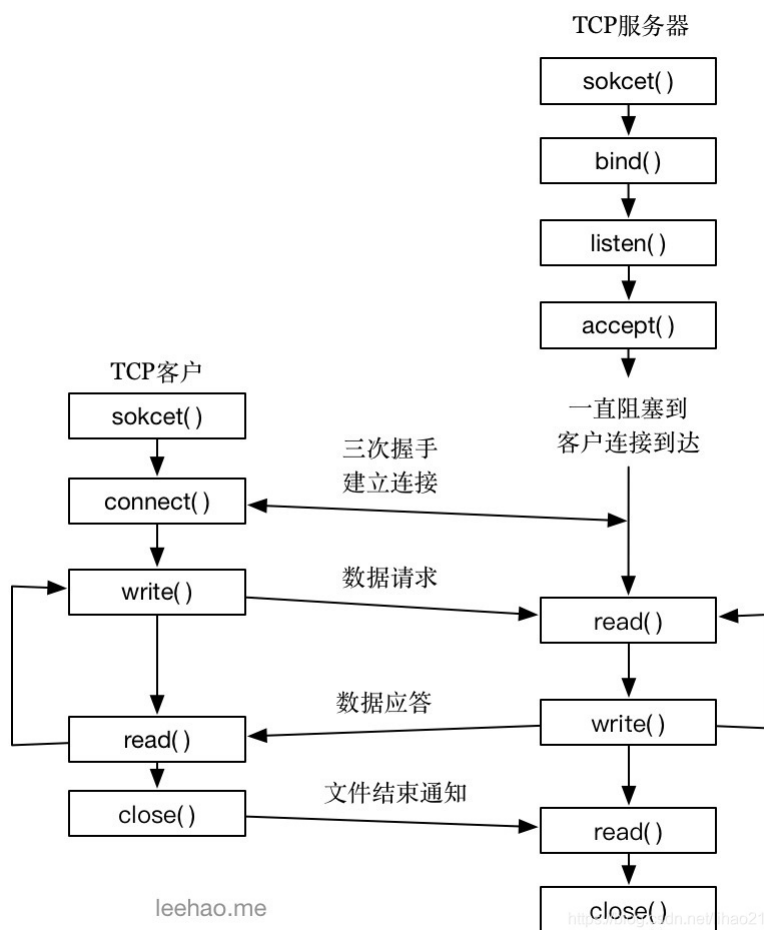 TCP服务器
sokcet( )
bind( )
listen( )
accept( )
一直阻塞到
客户连接到达
TCP客户
sokcet( )
三次握手
建立连接
connect( )
数据请求
write( )
read( )
数据应答
write( )
read( )
文件结束通知
close( )
read( )
leehao.me
close( )